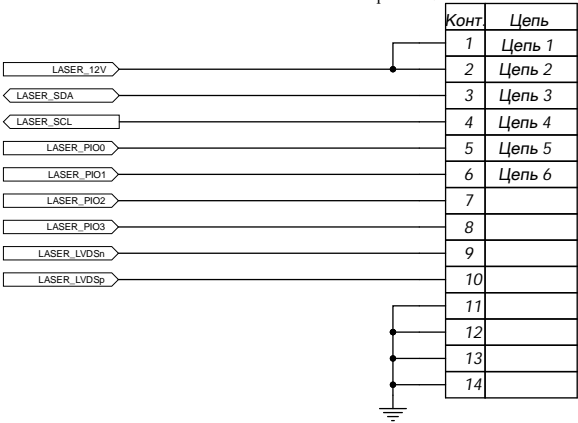 Конт. Цепь
1 Цепь 1
LASER_12V 2 Цепь 2
LASER_SDA 3 Цепь 3
LASER_SCL 4 Цепь 4
LASER_PIO0 5 Цепь 5
LASER_PIO1 6 Цепь 6
LASER_PIO2 7
LASER_PIO3 8
LASER_LVDSn 9
LASER_LVDSp 10
11
12
13
14